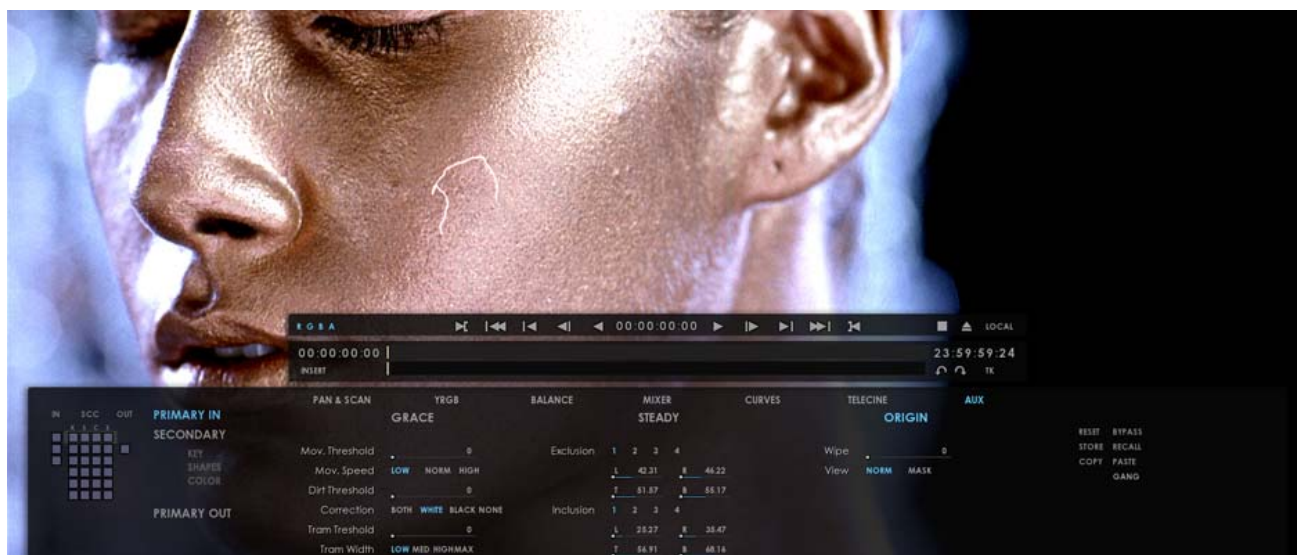 R G B A 00:00:00:00 LOCAL
00:00:00:00 23:59:59:24
INSERT TK
PAN & SCAN YRGB BALANCE MIXER CURVES TELECINE AUX
IN SCC OUT PRIMARY IN GRACE STEADY ORIGIN
SECONDARY RESET BYPASS
KEY Mov. Threshold 0 Exclusion 1 2 3 4 Wipe 0 STORE RECALL
SHAPES Mov. Speed LOW NORM HIGH L 42.31 R 46.22 View NORM MASK COPY PASTE
COLOR Dirt Threshold 0 T 51.57 B 55.17 GANG
PRIMARY OUT Correction BOTH WHITE BLACK NONE Inclusion 1 2 3 4
Tram Treshold 0 L 25.27 R 35.47
Tram Width LOW MED HIGH MAX T 56.91 B 68.16